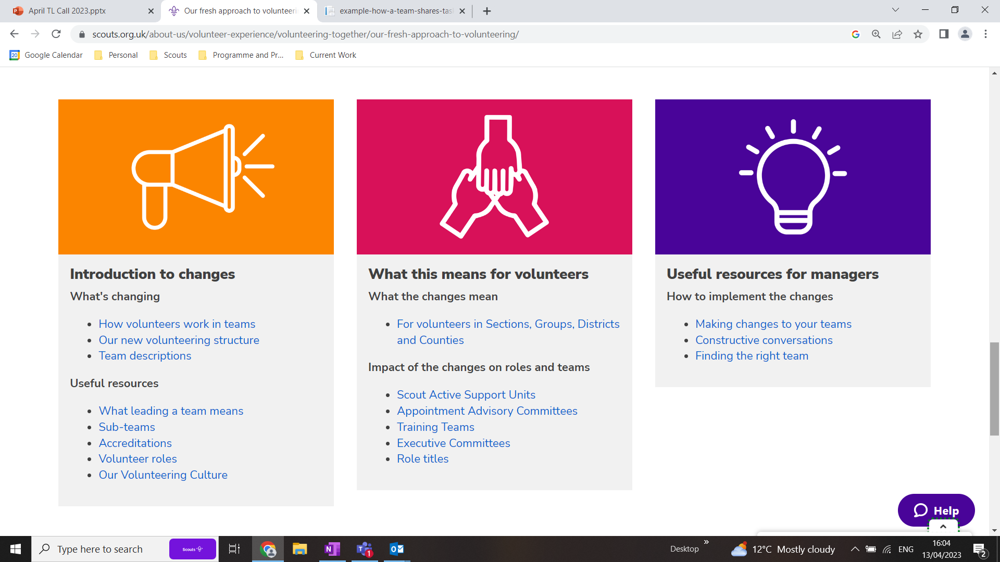 April TL Call 2023.pptx
Our fresh approach to volunteeri
example-how-a-team-shares-tas
scouts.org.uk/about-us/volunteer-experience/volunteering-together/our-fresh-approach-to-volunteering/
20 Google Calendar
Personal
Scouts
Programme and Pr...
Current Work
Introduction to changes
What's changing
• How volunteers work in teams
• Our new volunteering structure
• Team descriptions
Useful resources
• What leading a team means
• Sub-teams
• Accreditations
• Volunteer roles
• Our Volunteering Culture
What this means for volunteers
What the changes mean
• For volunteers in Sections, Groups, Districts
and Counties
Impact of the changes on roles and teams
• Scout Active Support Units
• Appointment Advisory Committees
• Training Teams
• Executive Committees
• Role titles
Useful resources for managers
How to implement the changes
• Making changes to your teams
• Constructive conversations
• Finding the right team
Help
Type here to search
Scouts
1
Desktop
12°C Mostly cloudy
ENG
16:04
13/04/2023
2